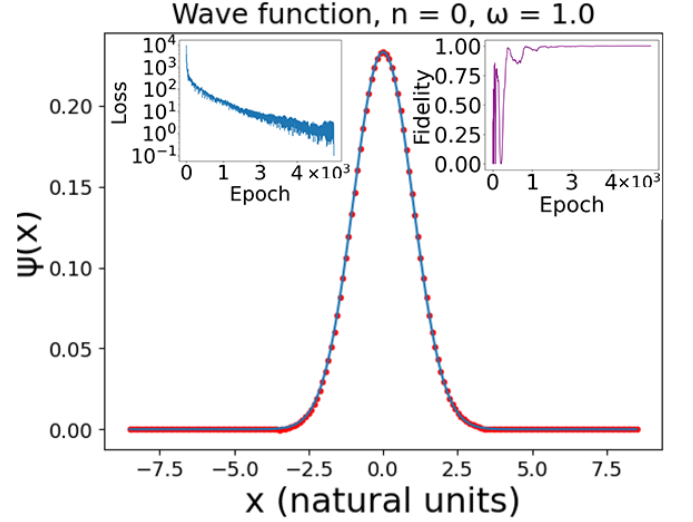 Wave function, n = 0, ω = 1.0
ψ(x)
0.20
0.15
0.10
0.05
0.00
−7.5 −5.0 −2.5 0.0 2.5 5.0 7.5
x (natural units)
Loss
10⁴
10³
10²
10¹
10⁰
10⁻¹
0 1 3 4 ×10³
Epoch
Fidelity
1.00
0.75
0.50
0.25
0.00
0 1 3 4 ×10³
Epoch